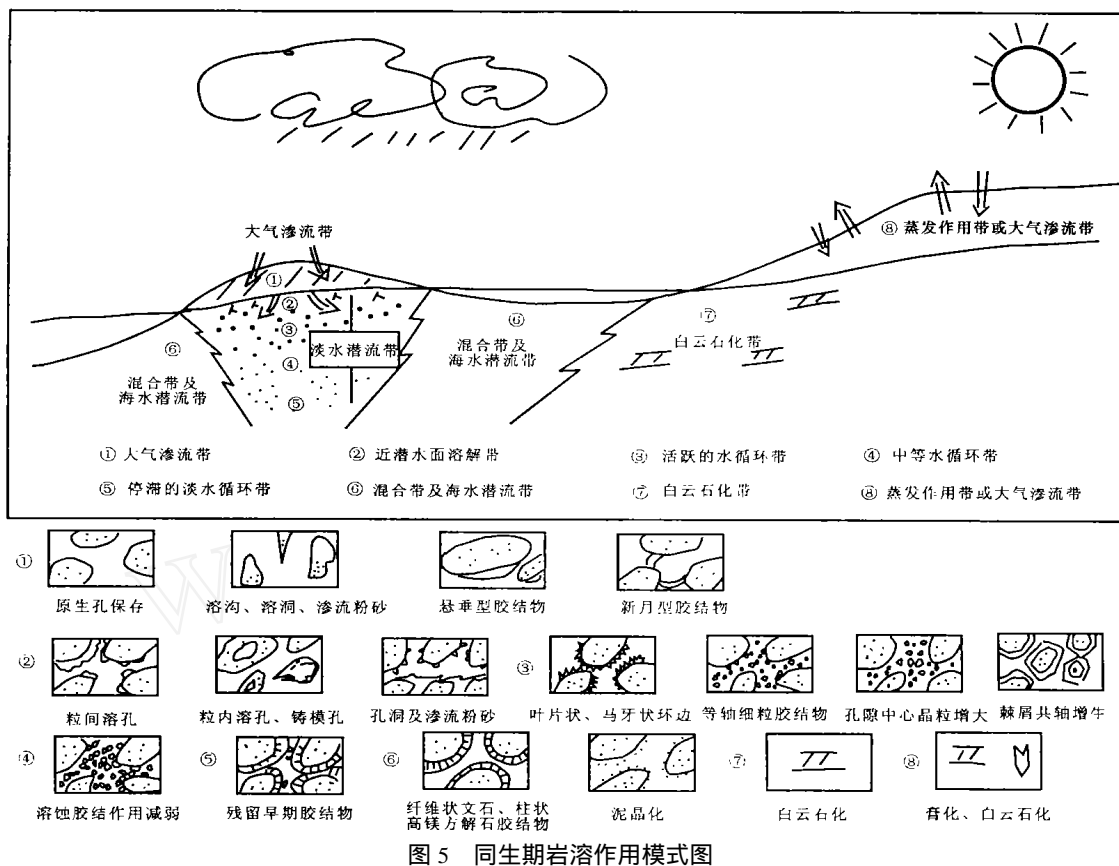 大气渗流带
⑧ 蒸发作用带或大气渗流带
①
②
③
④
⑤
淡水潜流带
⑥
混合带及
海水潜流带
⑥
混合带及
海水潜流带
⑦
白云石化带
① 大气渗流带 ② 近潜水面溶解带 ③ 活跃的水循环带 ④ 中等水循环带
⑤ 停滞的淡水循环带 ⑥ 混合带及海水潜流带 ⑦ 白云石化带 ⑧ 蒸发作用带或大气渗流带
①
原生孔保存 溶沟、溶洞、渗流粉砂 悬垂型胶结物 新月型胶结物
② ③
粒间溶孔 粒内溶孔、铸模孔 孔洞及渗流粉砂 叶片状、马牙状环边 等轴细粒胶结物 孔隙中心晶粒增大 棘屑共轴增生
④ ⑤ ⑥ ⑦ ⑧
溶蚀胶结作用减弱 残留早期胶结物 纤维状文石、柱状 泥晶化 白云石化 膏化、白云石化
高镁方解石胶结物
图 5 同生期岩溶作用模式图